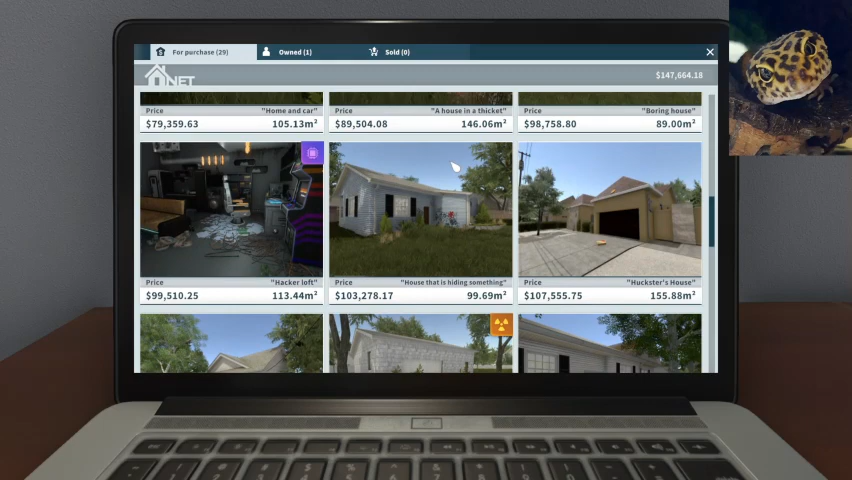 For purchase (29)
Owned (1)
Sold (0)
NET
$147,664.18
Price
"Home and car"
$79,359.63
105.13m²
Price
"A house in a thicket"
$89,504.08
146.06m²
Price
"Boring house"
$98,758.80
89.00m²
Price
"Hacker loft"
$99,510.25
113.44m²
Price
"House that is hiding something"
$103,278.17
99.69m²
Price
"Huckster's House"
$107,555.75
155.88m²